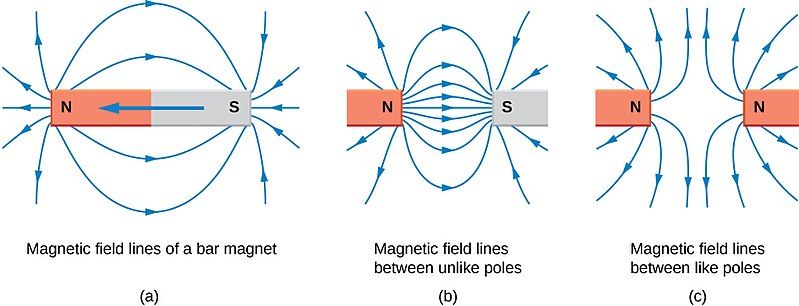 N
S
N
S
N
N
Magnetic field lines of a bar magnet
Magnetic field lines
between unlike poles
Magnetic field lines
between like poles
(a)
(b)
(c)